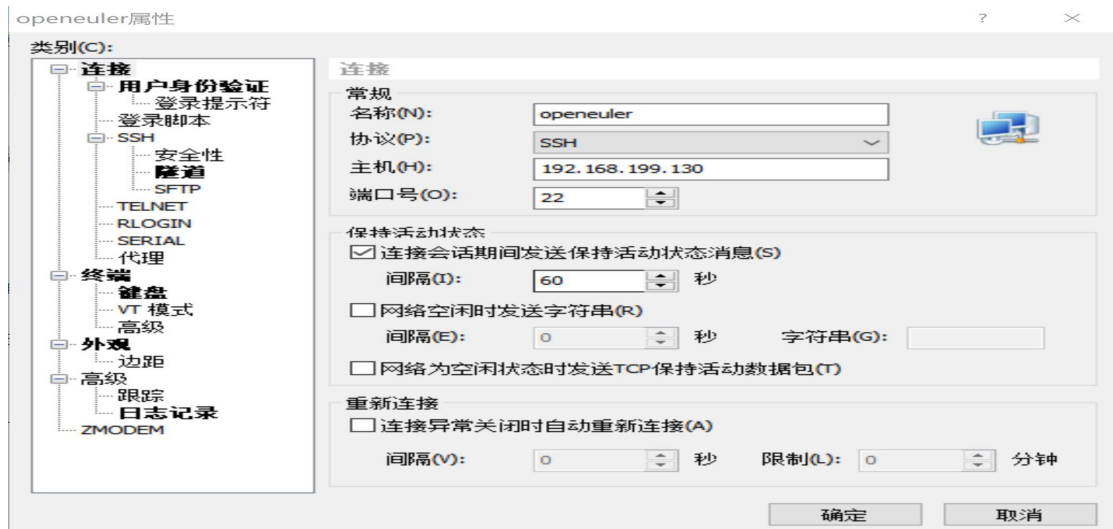 openeuler属性
类别(C):
连接
用户身份验证
登录提示符
登录脚本
SSH
安全性
隧道
SFTP
TELNET
RLOGIN
SERIAL
代理
终端
键盘
VT 模式
高级
外观
边距
高级
跟踪
日志记录
ZMODEM
连接
常规
名称(N): openeuler
协议(P): SSH
主机(H): 192.168.199.130
端口号(O): 22
保持活动状态
连接会话期间发送保持活动状态消息(S)
间隔(I): 60 秒
网络空闲时发送字符串(R)
间隔(E): 0 秒 字符串(G):
网络为空闲状态时发送TCP保持活动数据包(T)
重新连接
连接异常关闭时自动重新连接(A)
间隔(V): 0 秒 限制(L): 0 分钟
确定 取消